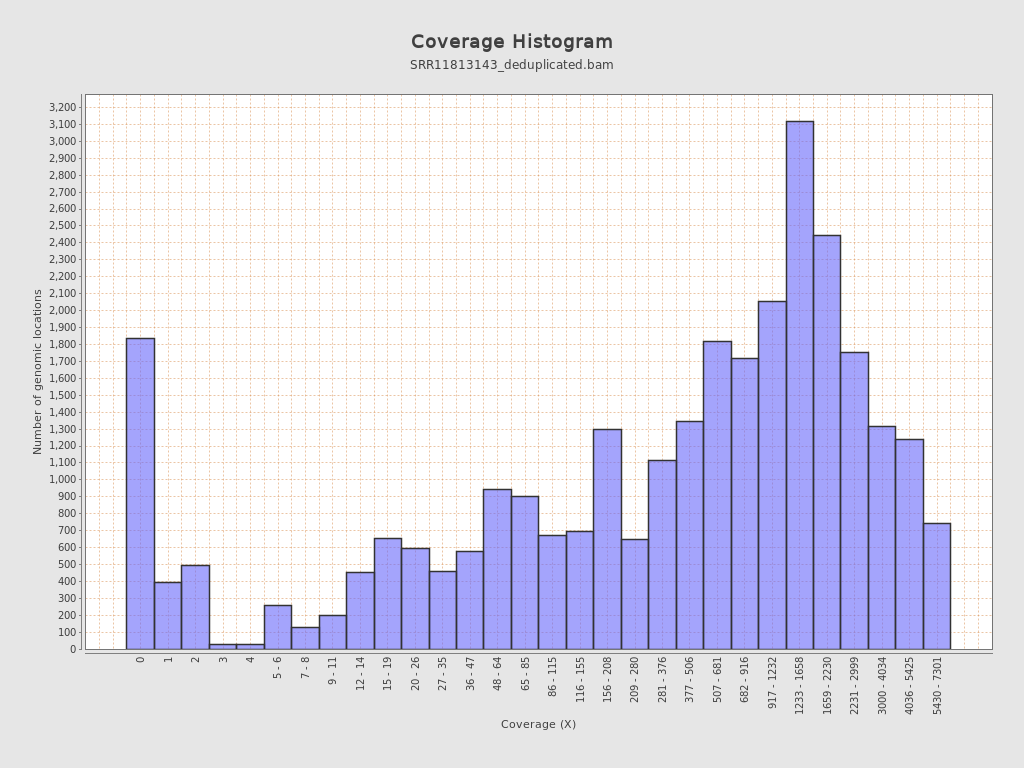 Coverage Histogram
SRR11813143_deduplicated.bam
Number of genomic locations
3,200
3,100
3,000
2,900
2,800
2,700
2,600
2,500
2,400
2,300
2,200
2,100
2,000
1,900
1,800
1,700
1,600
1,500
1,400
1,300
1,200
1,100
1,000
900
800
700
600
500
400
300
200
100
0
0
1
2
3
4
5 - 6
7 - 8
9 - 11
12 - 14
15 - 19
20 - 26
27 - 35
36 - 47
48 - 64
65 - 85
86 - 115
116 - 155
156 - 208
209 - 280
281 - 376
377 - 506
507 - 681
682 - 916
917 - 1232
1233 - 1658
1659 - 2230
2231 - 2999
3000 - 4034
4036 - 5425
5430 - 7301
Coverage (X)